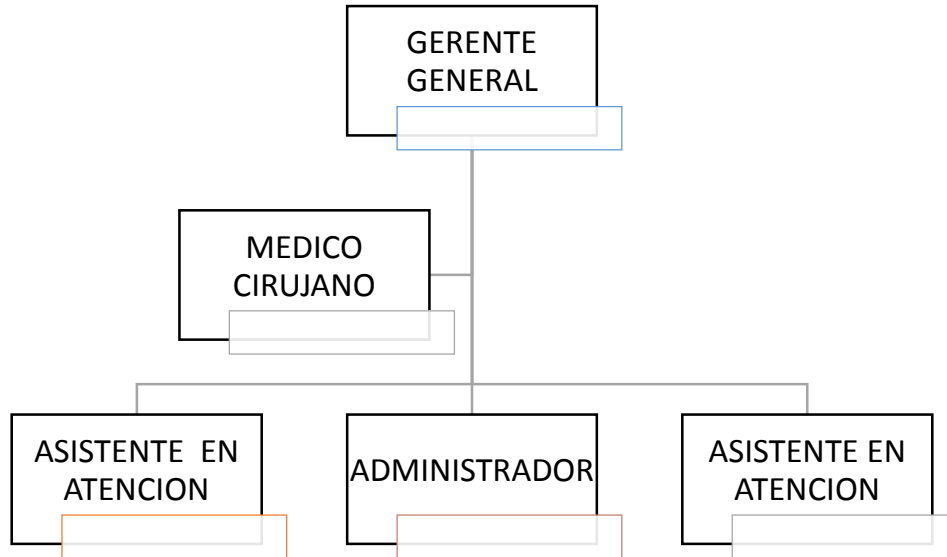 GERENTE
GENERAL
MEDICO
CIRUJANO
ASISTENTE EN
ATENCION
ADMINISTRADOR
ASISTENTE EN
ATENCION